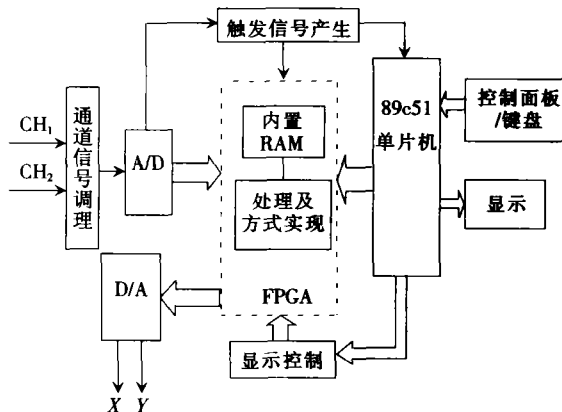 触发信号产生
通道信号调理
CH₁
CH₂
A/D
内置
RAM
处理及
方式实现
FPGA
89c51
单片机
控制面板
/键盘
显示
D/A
显示控制
X Y